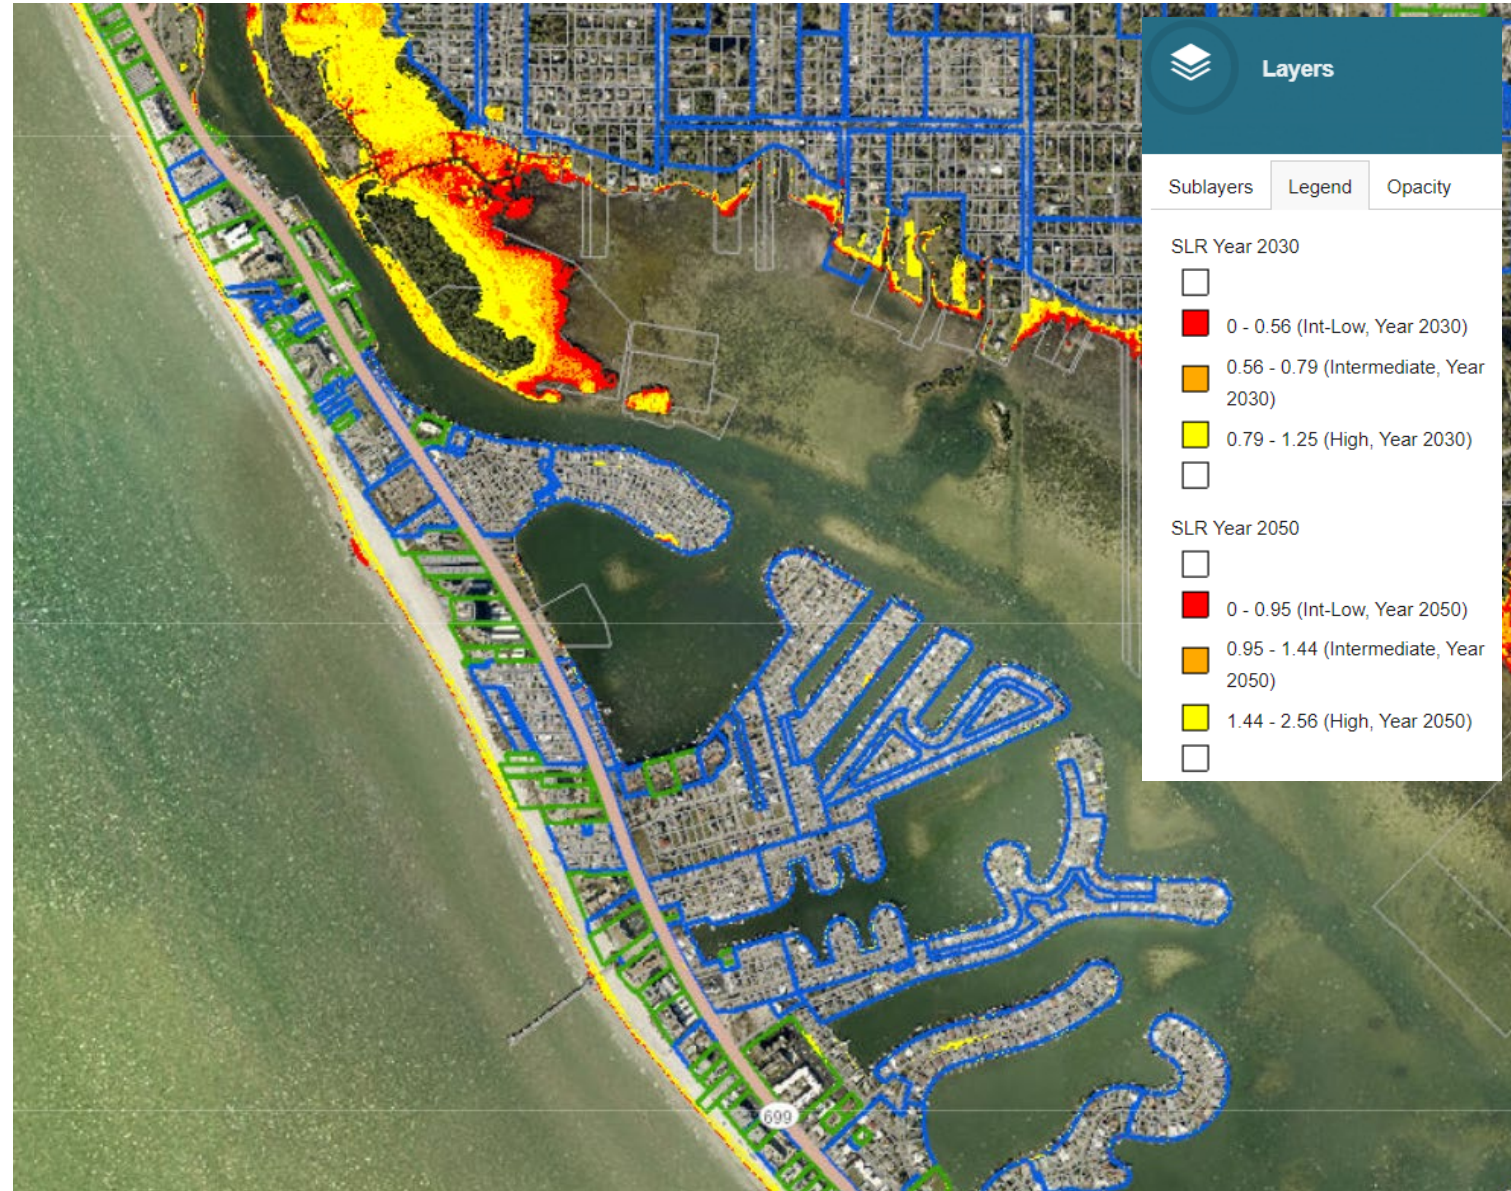 Layers
Sublayers Legend Opacity
SLR Year 2030
0 - 0.56 (Int-Low, Year 2030)
0.56 - 0.79 (Intermediate, Year
2030)
0.79 - 1.25 (High, Year 2030)
SLR Year 2050
0 - 0.95 (Int-Low, Year 2050)
0.95 - 1.44 (Intermediate, Year
2050)
1.44 - 2.56 (High, Year 2050)
699